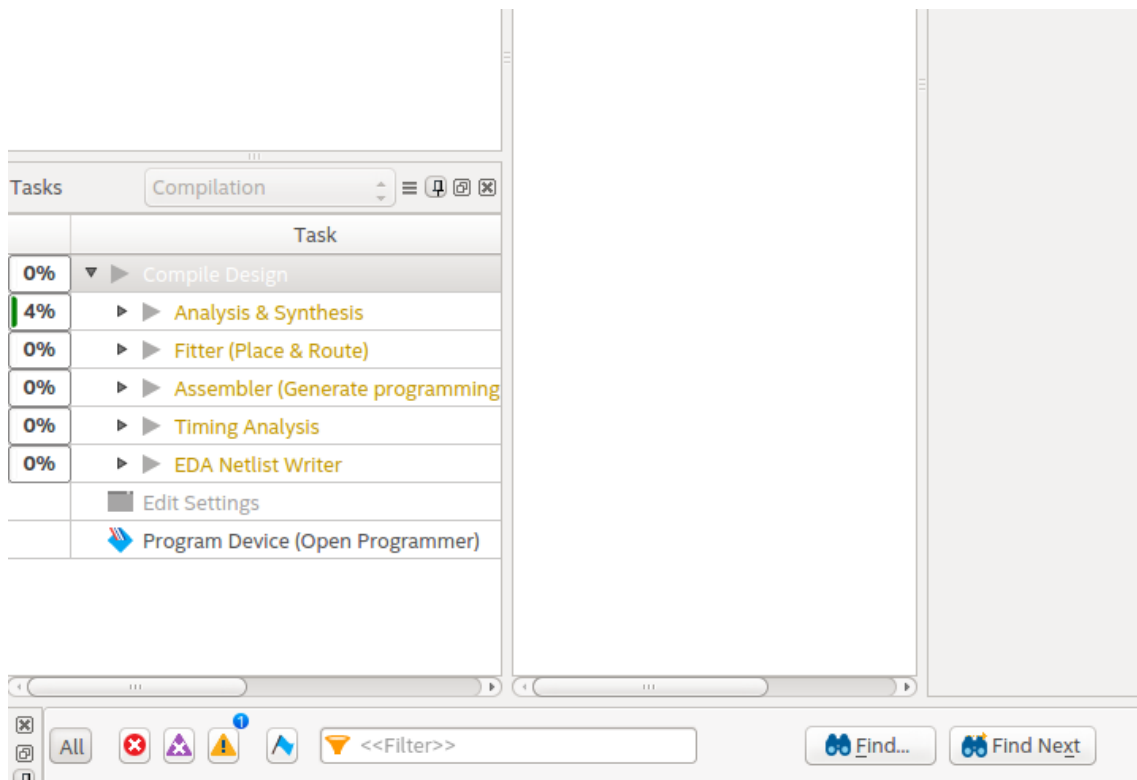 Tasks Compilation
Task
0% Compile Design
4% Analysis & Synthesis
0% Fitter (Place & Route)
0% Assembler (Generate programming
0% Timing Analysis
0% EDA Netlist Writer
Edit Settings
Program Device (Open Programmer)
1
All <<Filter>> Find... Find Next